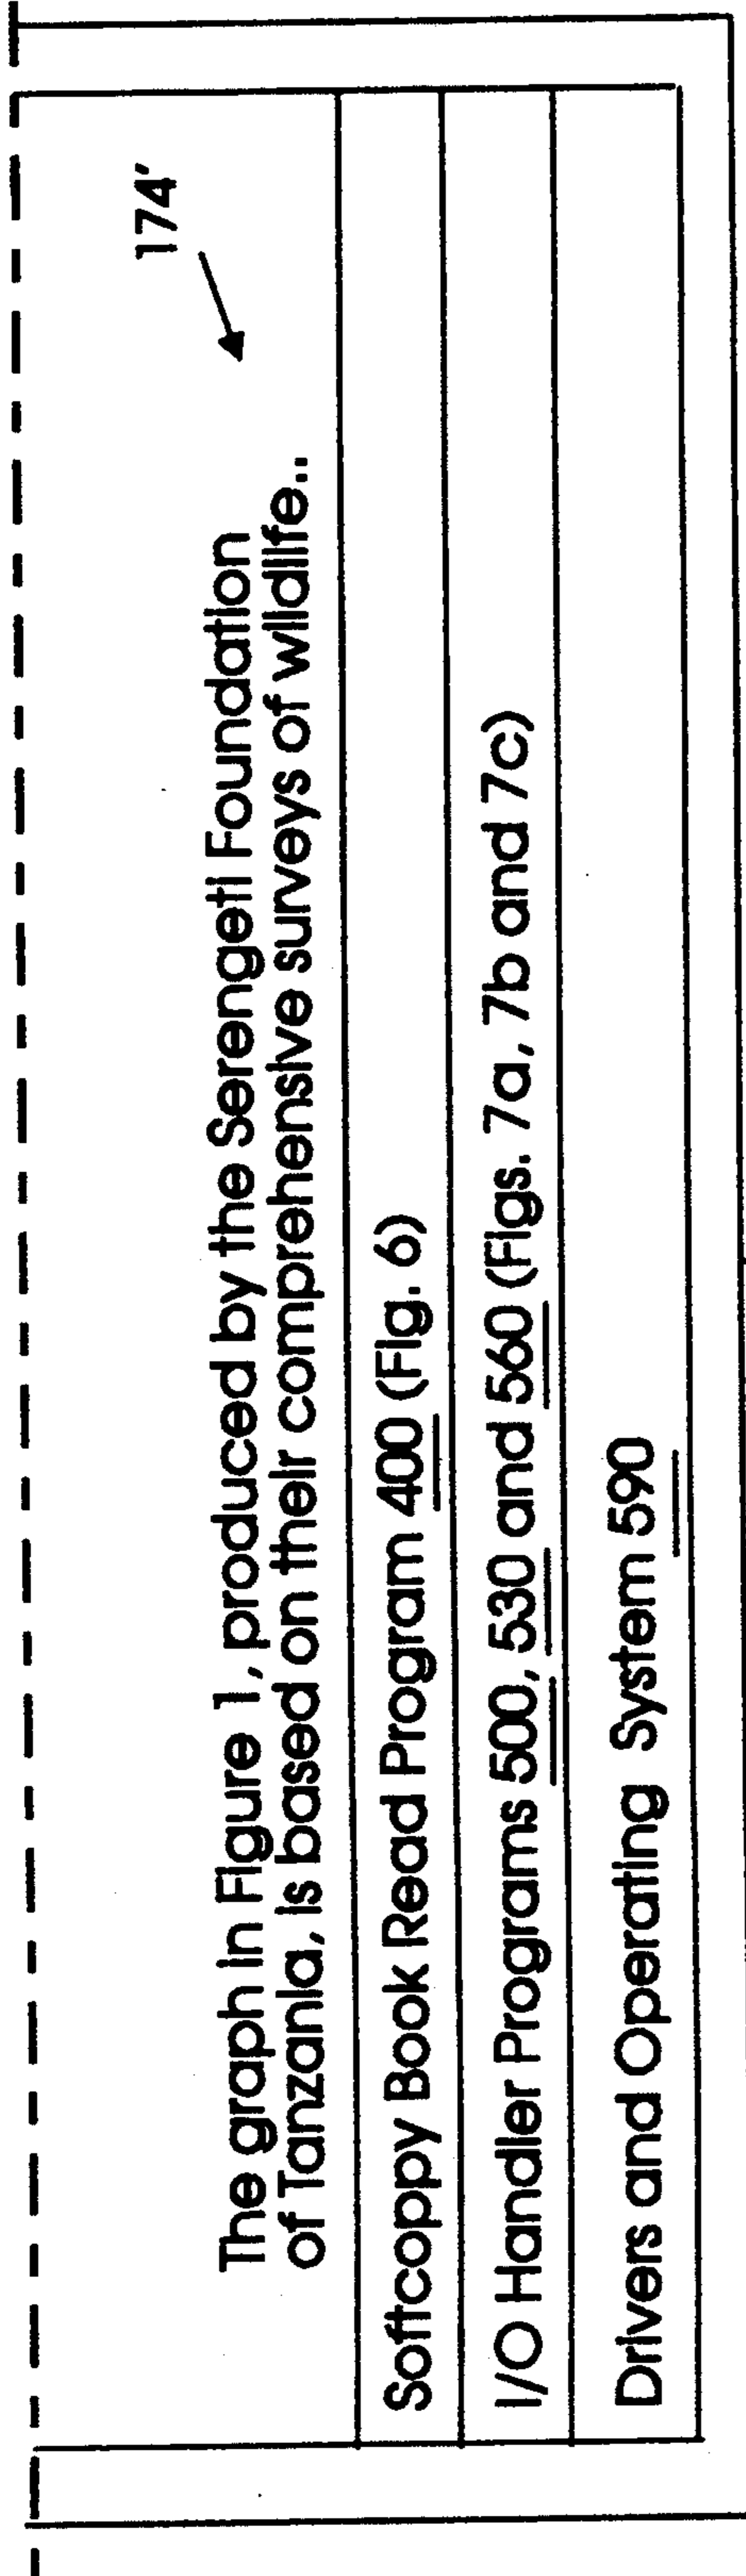 174'
The graph in Figure 1, produced by the Serengeti Foundation
of Tanzania, is based on their comprehensive surveys of wildlife..
Softcoppy Book Read Program 400 (Fig. 6)
I/O Handler Programs 500, 530 and 560 (Figs. 7a, 7b and 7c)
Drivers and Operating System 590